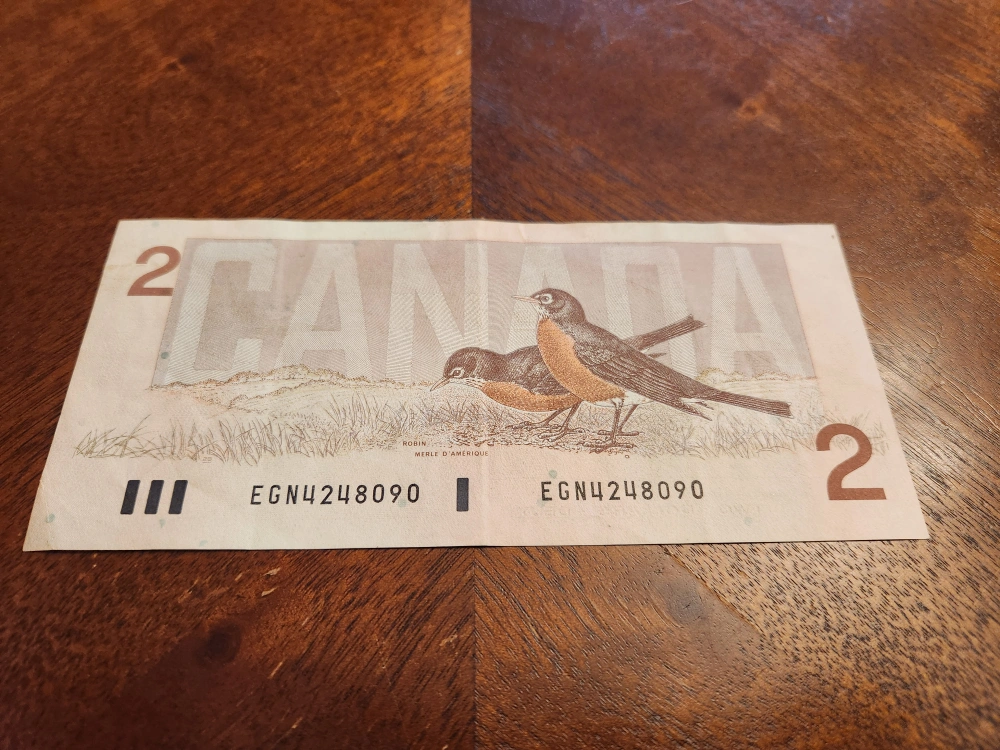 2
CANADA
ROBIN
MERLE D'AMÉRIQUE
2
EGN4248090 EGN4248090